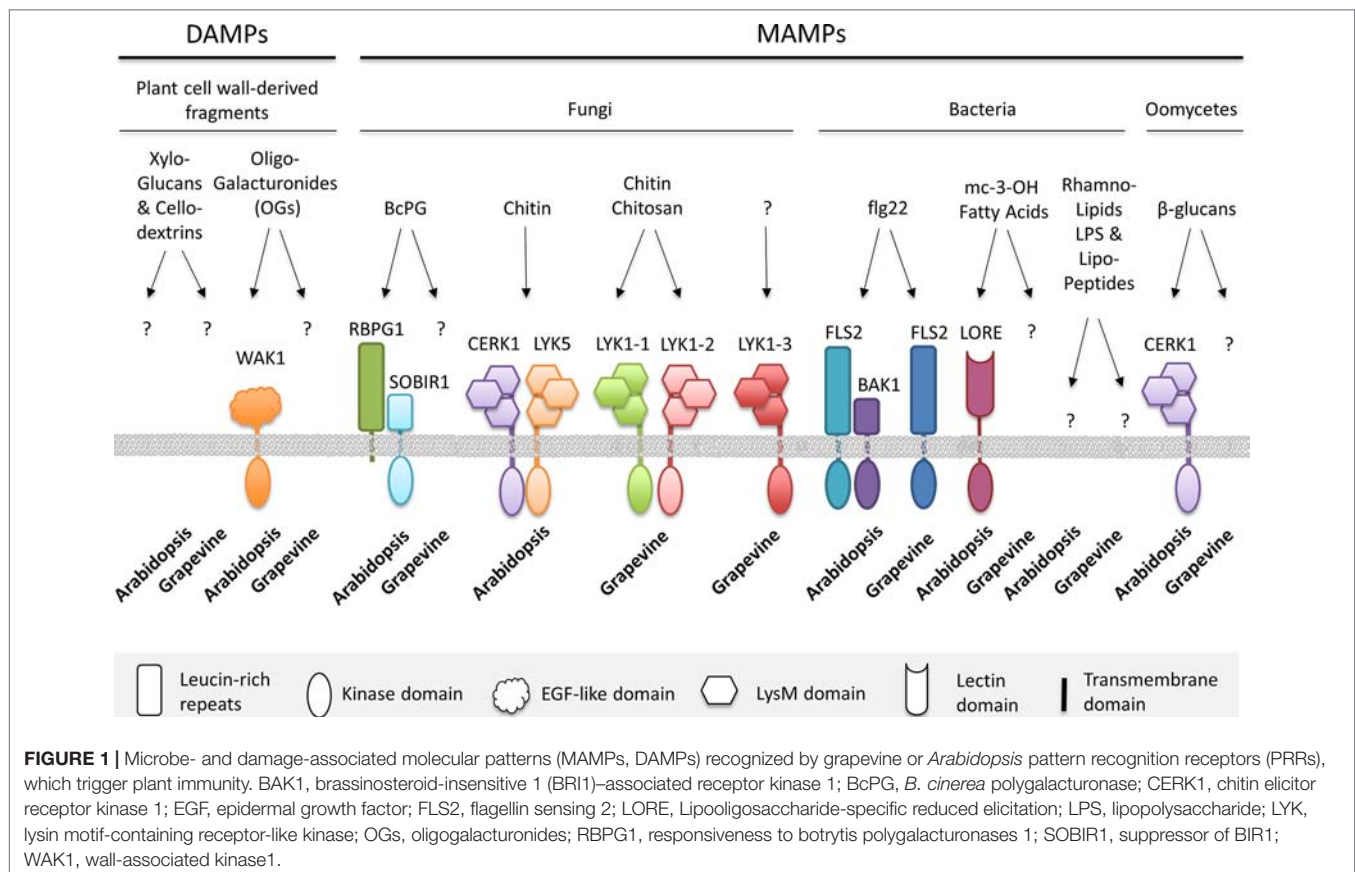 DAMPs
MAMPs
Plant cell wall-derived
fragments
Fungi
Bacteria
Oomycetes
Xylo-
Glucans
& Cello-
dextrins
Oligo-
Galacturonides
(OGs)
BcPG
Chitin
Chitin
Chitosan
?
flg22
mc-3-OH
Fatty Acids
Rhamno-
Lipids
LPS &
Lipo-
Peptides
β-glucans
?
?
WAK1
?
RBPG1
?
SOBIR1
CERK1
LYK5
LYK1-1
LYK1-2
LYK1-3
FLS2
BAK1
FLS2
LORE
?
?
?
CERK1
?
Arabidopsis
Grapevine
Arabidopsis
Grapevine
Arabidopsis
Grapevine
Arabidopsis
Grapevine
Grapevine
Arabidopsis
Grapevine
Arabidopsis
Grapevine
Arabidopsis
Grapevine
Arabidopsis
Grapevine
Leucin-rich
repeats
Kinase domain
EGF-like domain
LysM domain
Lectin
domain
Transmembrane
domain
FIGURE 1 | Microbe- and damage-associated molecular patterns (MAMPs, DAMPs) recognized by grapevine or Arabidopsis pattern recognition receptors (PRRs),
which trigger plant immunity. BAK1, brassinosteroid-insensitive 1 (BRI1)–associated receptor kinase 1; BcPG, B. cinerea polygalacturonase; CERK1, chitin elicitor
receptor kinase 1; EGF, epidermal growth factor; FLS2, flagellin sensing 2; LORE, Lipooligosaccharide-specific reduced elicitation; LPS, lipopolysaccharide; LYK,
lysin motif-containing receptor-like kinase; OGs, oligogalacturonides; RBPG1, responsiveness to botrytis polygalacturonases 1; SOBIR1, suppressor of BIR1;
WAK1, wall-associated kinase1.